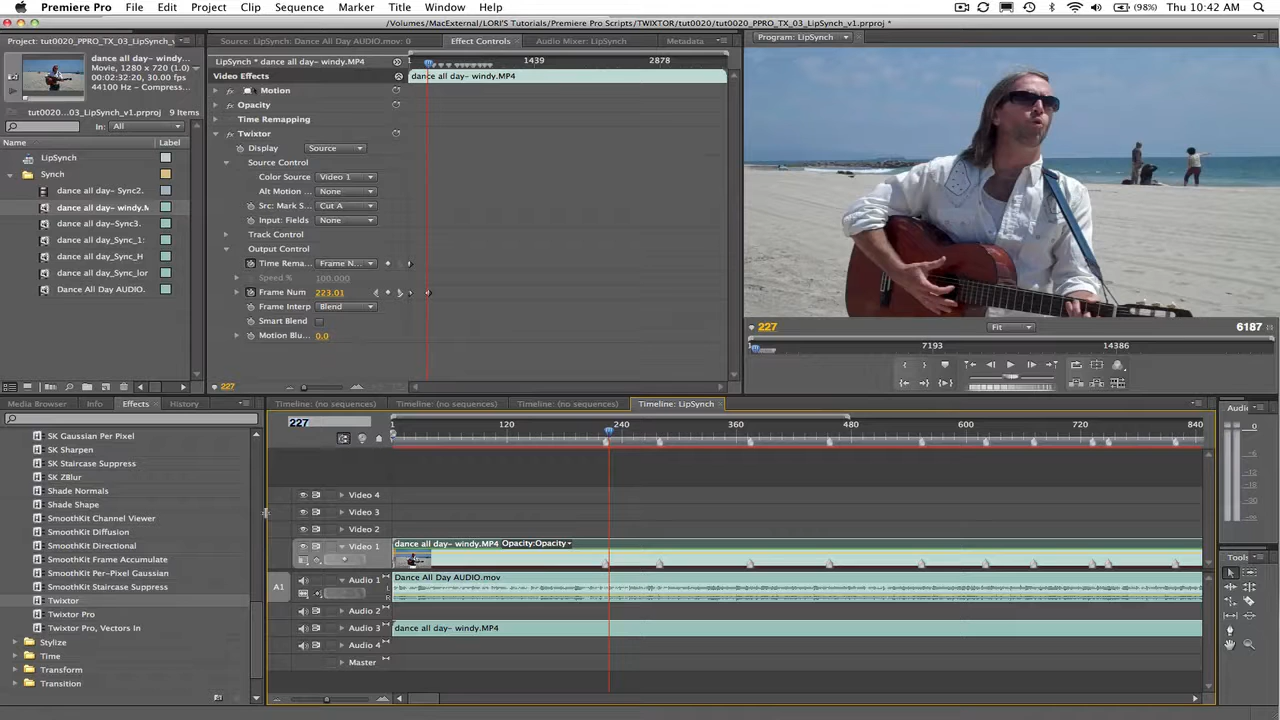 Premiere Pro File Edit Project Clip Sequence Marker Title Window Help (98%) Thu 10:42 AM
/Volumes/MacExternal/LORI'S Tutorials/Premiere Pro Scripts/TWIXTOR/tut0020_PPRO_TX_03_LipSynch_v1.prproj *
Project: tut0020_PPRO_TX_03_LipSynch_v
dance all day- windy.M
Movie, 1280 x 720 (1.0)
00:02:32:20, 30.00 fps
44100 Hz - Compress...
tut0020...03_LipSynch_v1.prproj 9 Items
In: All
Name Label
LipSynch
Synch
dance all day- Sync2.
dance all day- windy.M
dance all day-Sync3.
dance all day_Sync_1:
dance all day_Sync_H
dance all day_Sync_lor
Dance All Day AUDIO.
Source: LipSynch: Dance All Day AUDIO.mov: 0 Effect Controls Audio Mixer: LipSynch Metadata
LipSynch * dance all day- windy.MP4 1439 2878
Video Effects dance all day- windy.MP4
Motion
Opacity
Time Remapping
Twixtor
Display Source
Source Control
Color Source Video 1
Alt Motion ... None
Src: Mark S... Cut A
Input: Fields None
Track Control
Output Control
Time Rema... Frame N...
Speed % 100.000
Frame Num 223.01
Frame Interp Blend
Smart Blend
Motion Blu... 0.0
227
Program: LipSynch
227 Fit 6187
7193 14386
Media Browser Info Effects History
SK Gaussian Per Pixel
SK Sharpen
SK Staircase Suppress
SK ZBlur
Shade Normals
Shade Shape
SmoothKit Channel Viewer
SmoothKit Diffusion
SmoothKit Directional
SmoothKit Frame Accumulate
SmoothKit Per-Pixel Gaussian
SmoothKit Staircase Suppress
Twixtor
Twixtor Pro
Twixtor Pro, Vectors In
Stylize
Time
Transform
Transition
Timeline: (no sequences) Timeline: (no sequences) Timeline: (no sequences) Timeline: LipSynch
227 1 120 240 360 480 600 720 840
Video 4
Video 3
Video 2
Video 1 dance all day- windy.MP4 Opacity:Opacity
A1 Audio 1 Dance All Day AUDIO.mov
L
R
Audio 2
Audio 3 dance all day- windy.MP4
Audio 4
Master
Audio
0
-6
-12
-18
-30
Tools